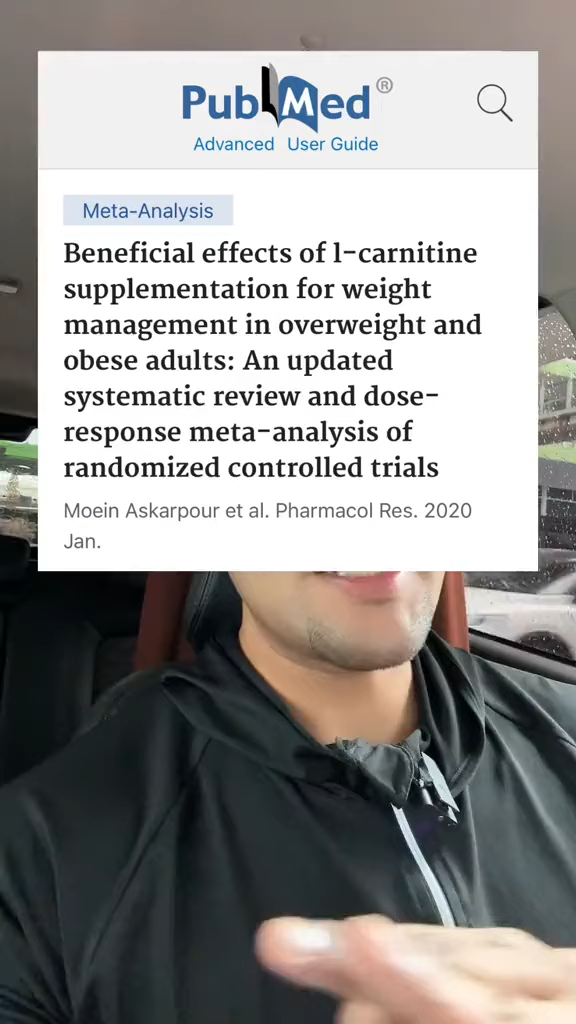 PubMed®
Advanced User Guide
Meta-Analysis
Beneficial effects of l-carnitine
supplementation for weight
management in overweight and
obese adults: An updated
systematic review and dose-
response meta-analysis of
randomized controlled trials
Moein Askarpour et al. Pharmacol Res. 2020
Jan.